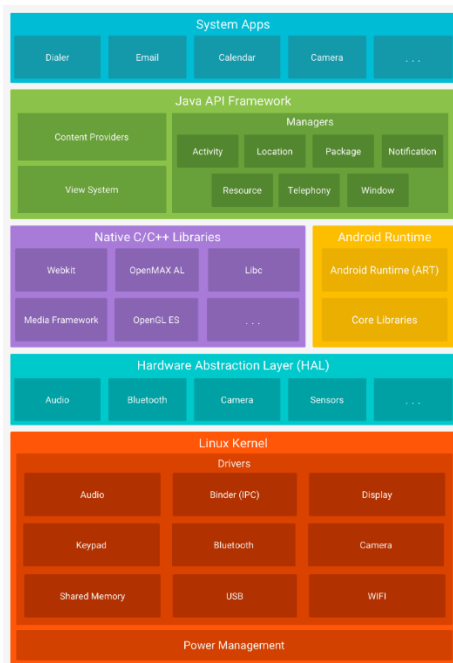 System Apps
Dialer Email Calendar Camera . . .
Java API Framework
Content Providers
View System
Managers
Activity Location Package Notification
Resource Telephony Window
Native C/C++ Libraries
Webkit OpenMAX AL Libc
Media Framework OpenGL ES . . .
Android Runtime
Android Runtime (ART)
Core Libraries
Hardware Abstraction Layer (HAL)
Audio Bluetooth Camera Sensors . . .
Linux Kernel
Drivers
Audio Binder (IPC) Display
Keypad Bluetooth Camera
Shared Memory USB WIFI
Power Management